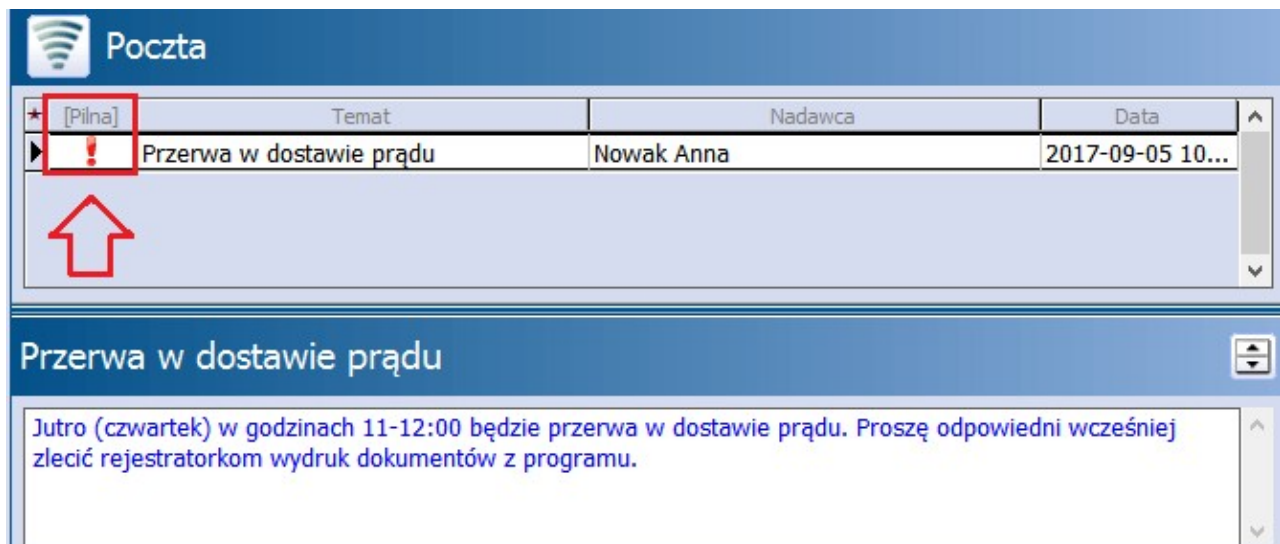 Poczta
[Pilna] Temat Nadawca Data
Przerwa w dostawie prądu Nowak Anna 2017-09-05 10...
Przerwa w dostawie prądu
Jutro (czwartek) w godzinach 11-12:00 będzie przerwa w dostawie prądu. Proszę odpowiedni wcześniej
zlecić rejestratorkom wydruk dokumentów z programu.